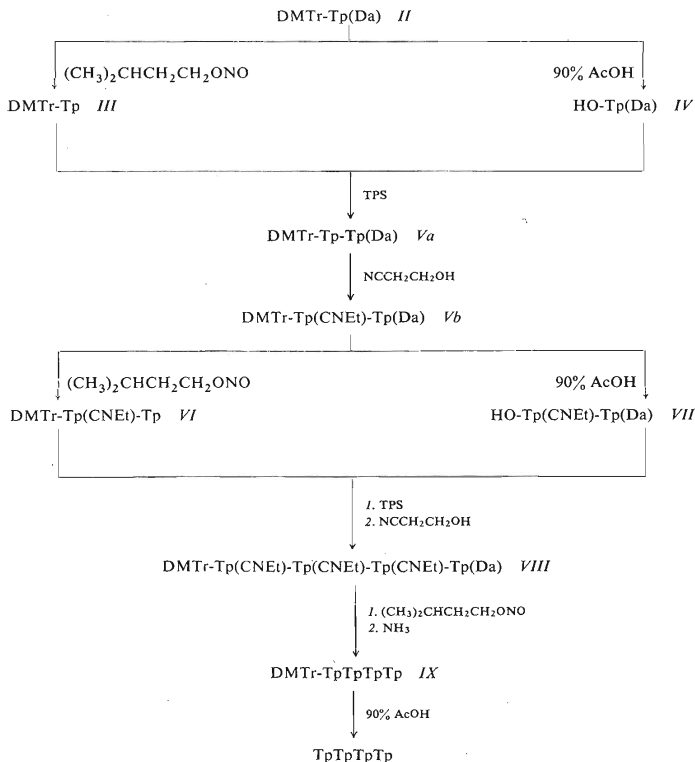 DMTr-Tp(Da) II
(CH3)2CHCH2CH2ONO 90% AcOH
DMTr-Tp III HO-Tp(Da) IV
TPS
DMTr-Tp-Tp(Da) Va
NCCH2CH2OH
DMTr-Tp(CNEt)-Tp(Da) Vb
(CH3)2CHCH2CH2ONO 90% AcOH
DMTr-Tp(CNEt)-Tp VI HO-Tp(CNEt)-Tp(Da) VII
1. TPS
2. NCCH2CH2OH
DMTr-Tp(CNEt)-Tp(CNEt)-Tp(CNEt)-Tp(Da) VIII
1. (CH3)2CHCH2CH2ONO
2. NH3
DMTr-TpTpTpTp IX
90% AcOH
TpTpTpTp